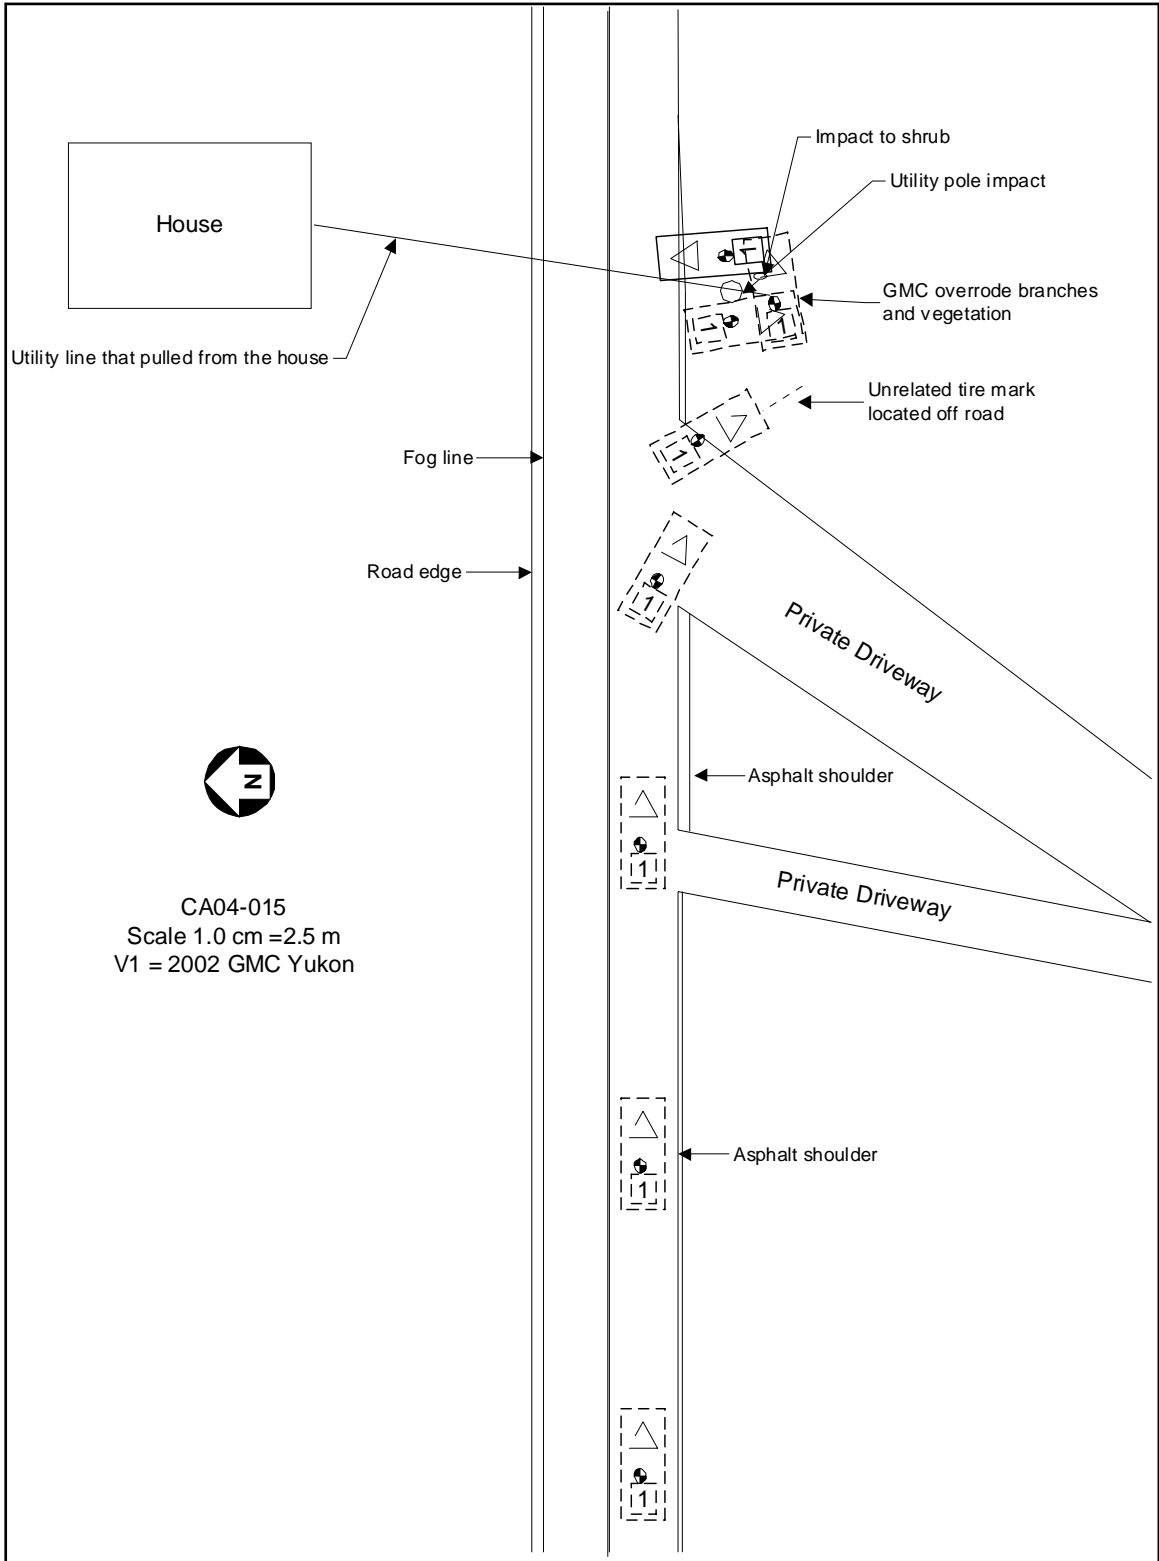 Impact to shrub
Utility pole impact
House
GMC overrode branches
and vegetation
Utility line that pulled from the house
Unrelated tire mark
located off road
Fog line
Road edge
Private Driveway
N
Asphalt shoulder
Private Driveway
CA04-015
Scale 1.0 cm =2.5 m
V1 = 2002 GMC Yukon
Asphalt shoulder
1
1
1
1
1
1
1
1